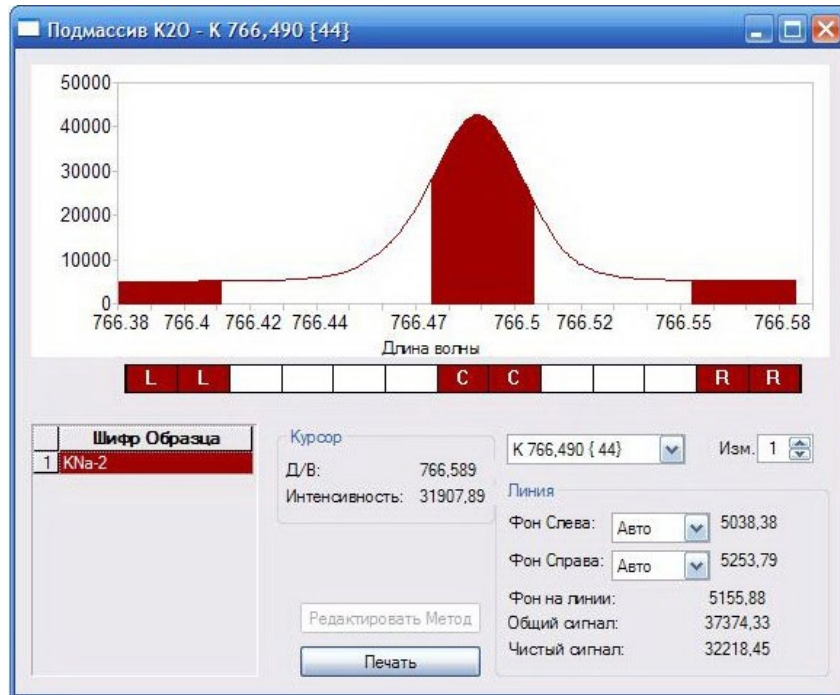 Подмассив K2O - K 766,490 {44}
50000
40000
30000
20000
10000
0
766.38 766.4 766.42 766.44 766.47 766.5 766.52 766.55 766.58
Длина волны
L L C C R R
Шифр Образца
1 KNa-2
Курсор
Д/В: 766,589
Интенсивность: 31907,89
Редактировать Метод
Печать
K 766,490 { 44}
Изм. 1
Линия
Фон Слева: Авто 5038,38
Фон Справа: Авто 5253,79
Фон на линии: 5155,88
Общий сигнал: 37374,33
Чистый сигнал: 32218,45